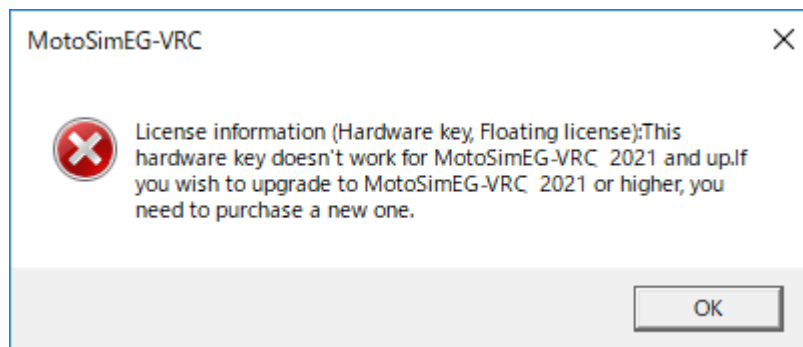 MotoSimEG-VRC
License information (Hardware key, Floating license):This
hardware key doesn't work for MotoSimEG-VRC 2021 and up.If
you wish to upgrade to MotoSimEG-VRC 2021 or higher, you
need to purchase a new one.
OK